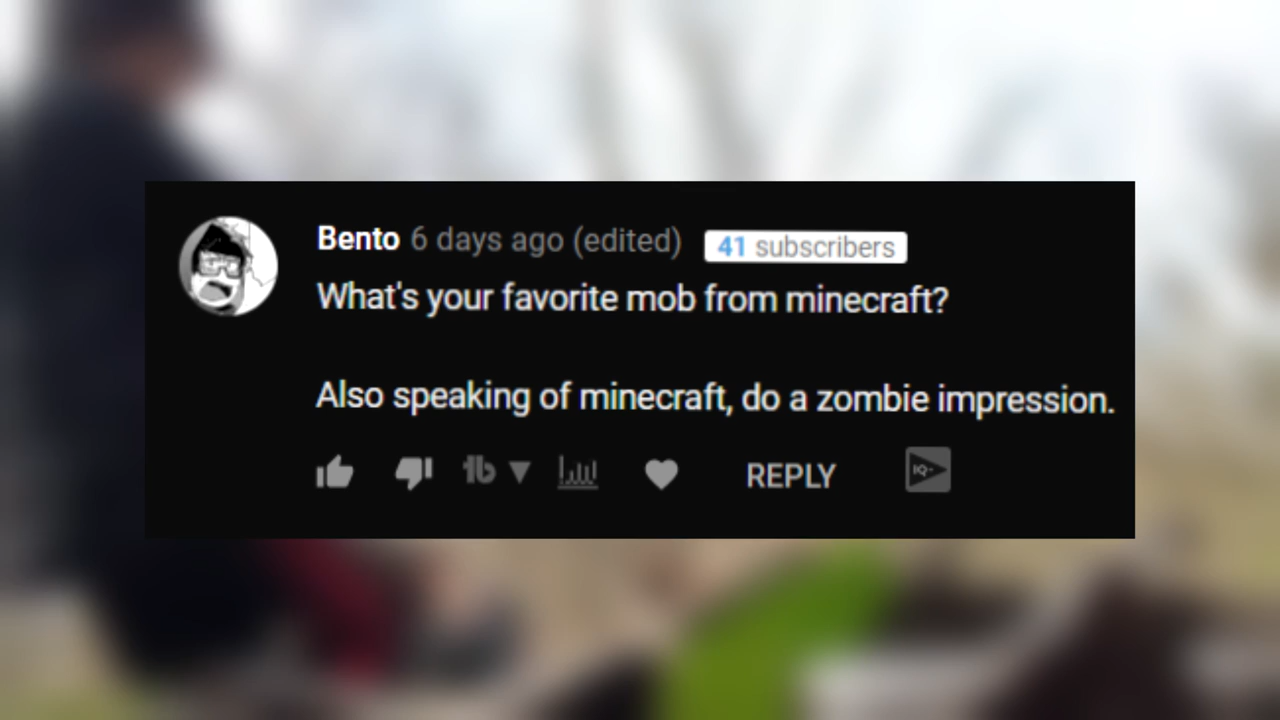 Bento 6 days ago (edited) 41 subscribers
What's your favorite mob from minecraft?
Also speaking of minecraft, do a zombie impression.
REPLY IQ